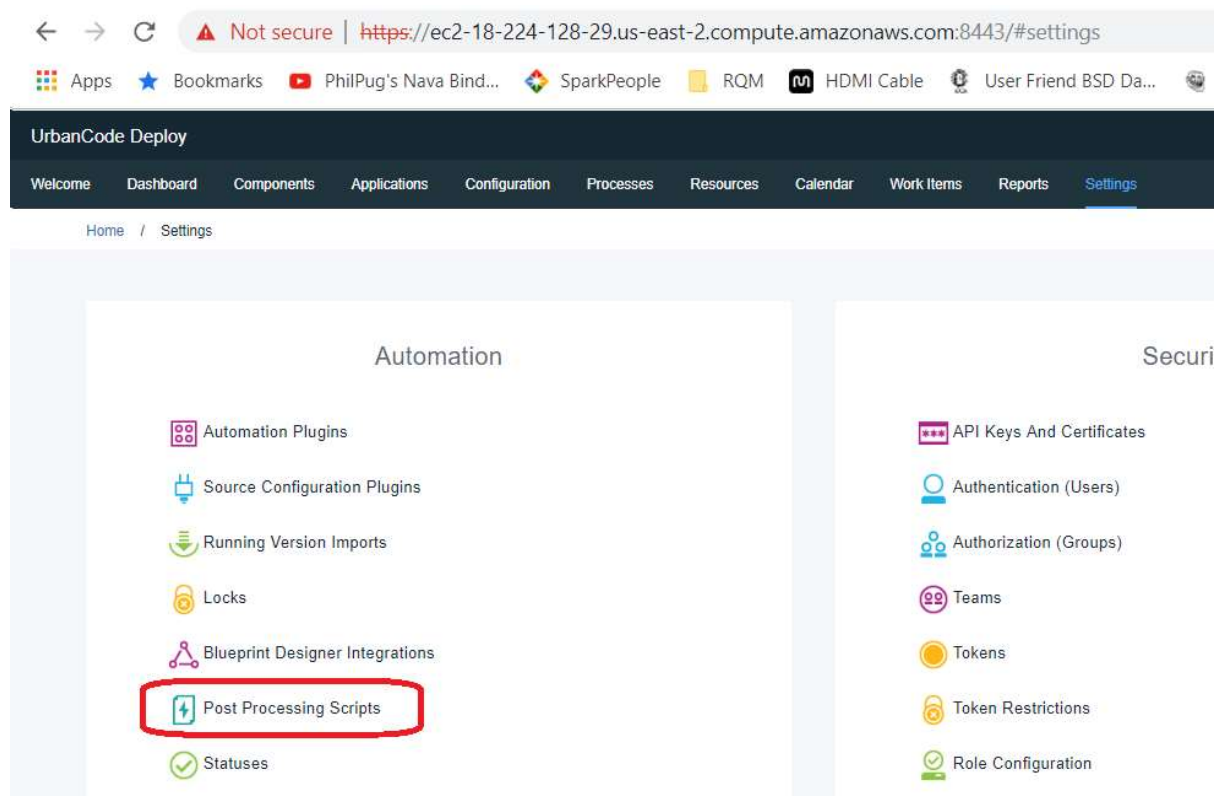 Not secure | https://ec2-18-224-128-29.us-east-2.compute.amazonaws.com:8443/#settings
Apps Bookmarks PhilPug's Nava Bind... SparkPeople RQM HDMI Cable User Friend BSD Da...
UrbanCode Deploy
Welcome Dashboard Components Applications Configuration Processes Resources Calendar Work Items Reports Settings
Home / Settings
Automation
Automation Plugins
Source Configuration Plugins
Running Version Imports
Locks
Blueprint Designer Integrations
Post Processing Scripts
Statuses
Securi
API Keys And Certificates
Authentication (Users)
Authorization (Groups)
Teams
Tokens
Token Restrictions
Role Configuration